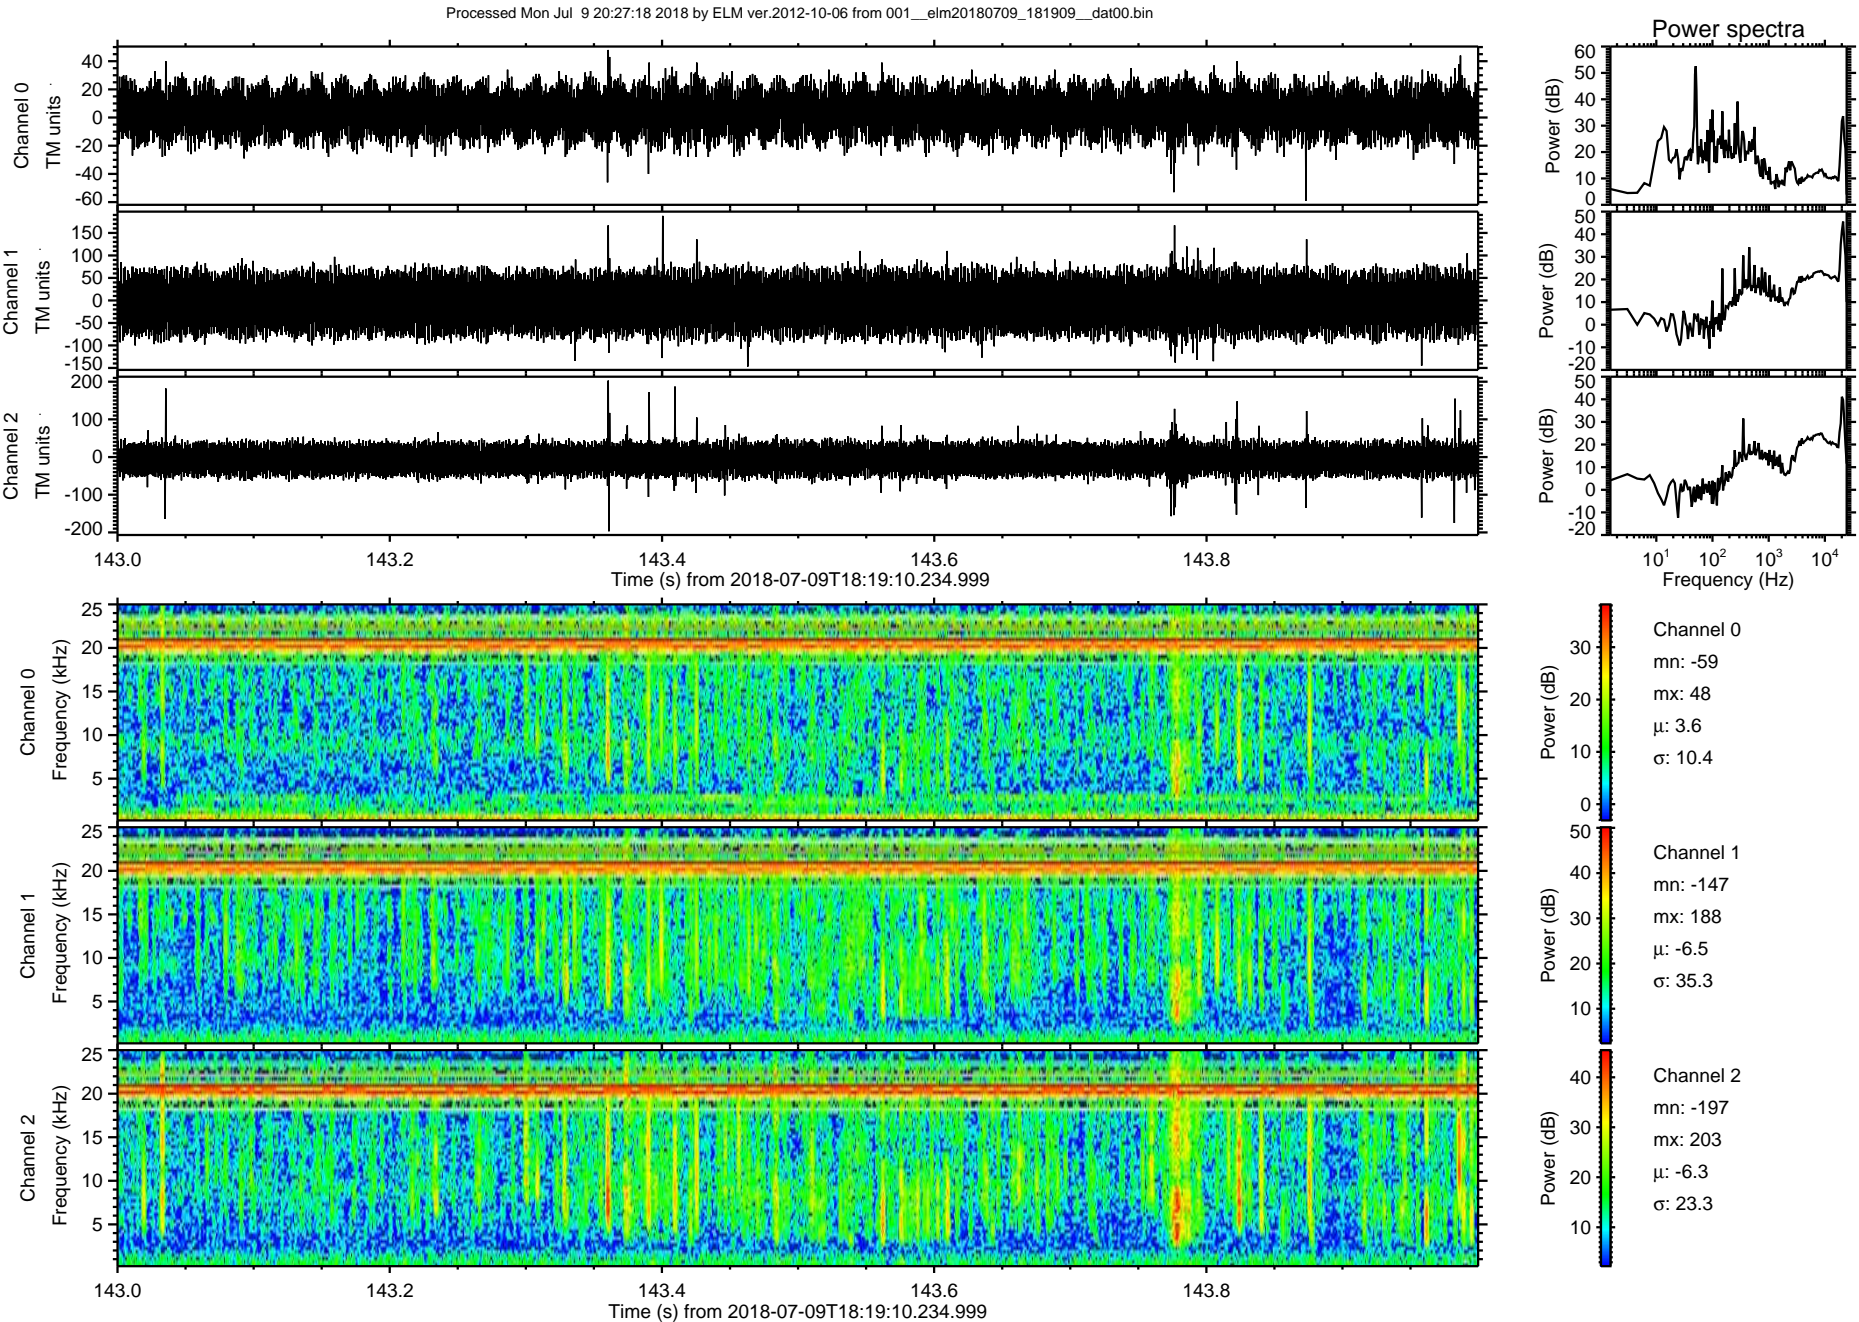 Processed Mon Jul  9 20:27:18 2018 by ELM ver.2012-10-06 from 001__elm20180709_181909__dat00.bin
Power spectra
Channel 0
TM units
40
20
0
-20
-40
-60
Power (dB)
60
50
40
30
20
10
0
Channel 1
TM units
150
100
50
0
-50
-100
-150
Power (dB)
50
40
30
20
10
0
-10
-20
Channel 2
TM units
200
100
0
-100
-200
Power (dB)
50
40
30
20
10
0
-10
-20
143.0 143.2 143.4 143.6 143.8
Time (s) from 2018-07-09T18:19:10.234.999
10^1 10^2 10^3 10^4
Frequency (Hz)
Channel 0
Frequency (kHz)
25
20
15
10
5
Power (dB)
30
20
10
0
Channel 0
mn: -59
mx: 48
µ: 3.6
σ: 10.4
Channel 1
Frequency (kHz)
25
20
15
10
5
Power (dB)
50
40
30
20
10
Channel 1
mn: -147
mx: 188
µ: -6.5
σ: 35.3
Channel 2
Frequency (kHz)
25
20
15
10
5
Power (dB)
40
30
20
10
Channel 2
mn: -197
mx: 203
µ: -6.3
σ: 23.3
143.0 143.2 143.4 143.6 143.8
Time (s) from 2018-07-09T18:19:10.234.999